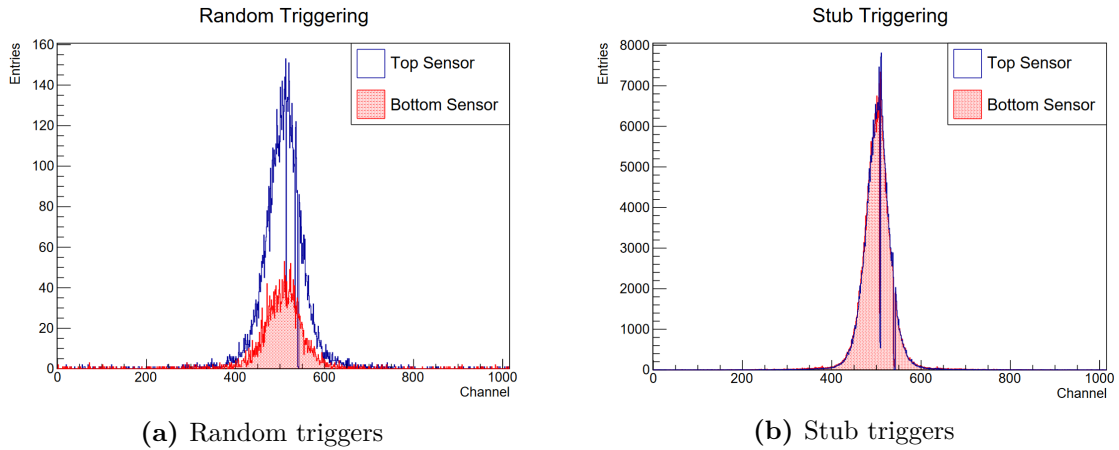 Random Triggering
Entries
160
140
120
100
80
60
40
20
0
0 200 400 600 800 1000
Channel
Top Sensor
Bottom Sensor
(a) Random triggers
Stub Triggering
Entries
8000
7000
6000
5000
4000
3000
2000
1000
0
0 200 400 600 800 1000
Channel
Top Sensor
Bottom Sensor
(b) Stub triggers